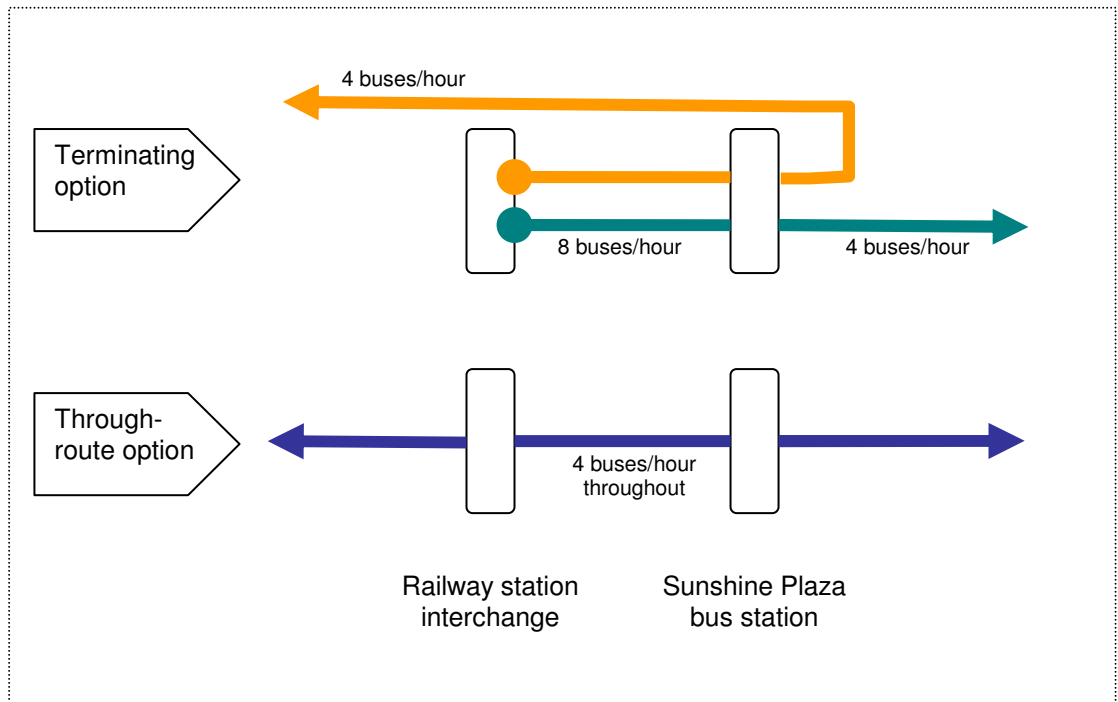 4 buses/hour
Terminating
option
8 buses/hour
4 buses/hour
Through-
route option
4 buses/hour
throughout
Railway station
interchange
Sunshine Plaza
bus station